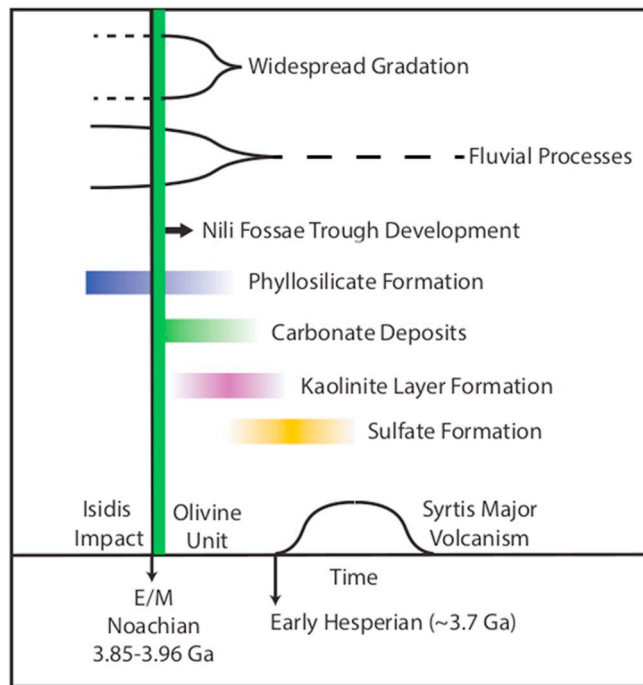 Widespread Gradation
Fluvial Processes
Nili Fossae Trough Development
Phyllosilicate Formation
Carbonate Deposits
Kaolinite Layer Formation
Sulfate Formation
Isidis
Impact
Olivine
Unit
Syrtis Major
Volcanism
Time
E/M
Noachian
3.85-3.96 Ga
Early Hesperian (~3.7 Ga)